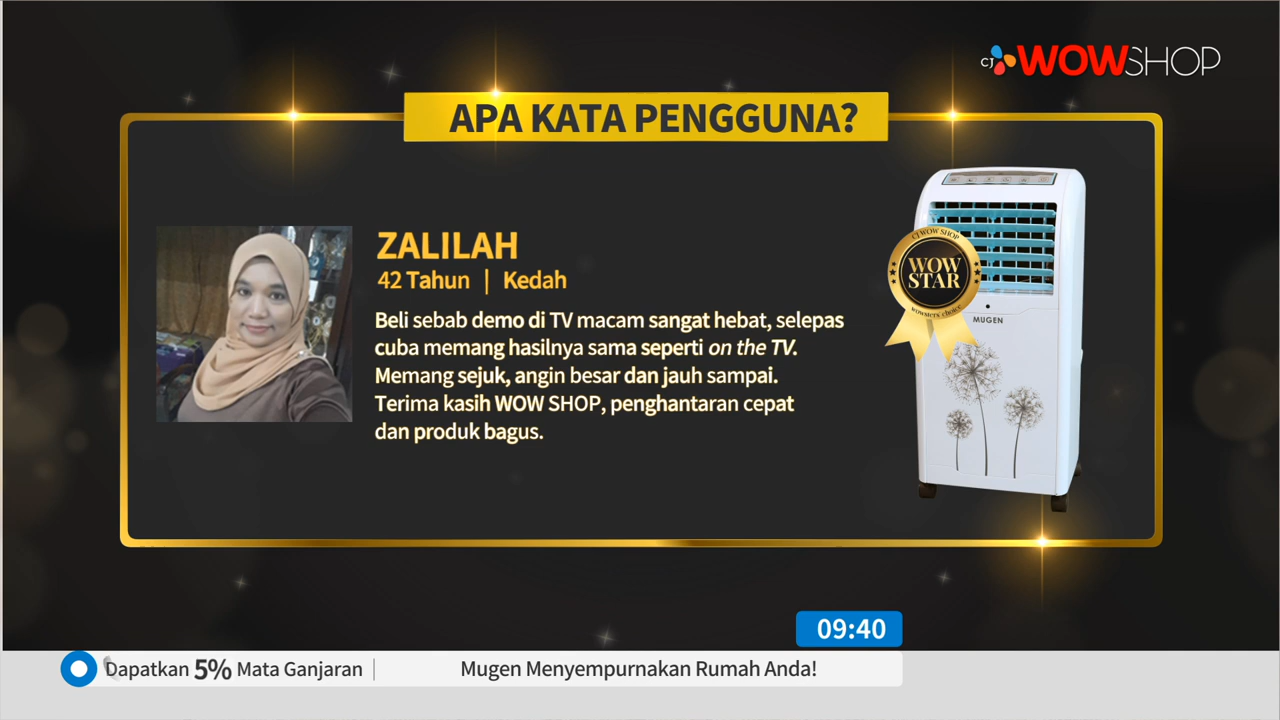 CJ WOWSHOP
APA KATA PENGGUNA?
ZALILAH
42 Tahun | Kedah
Beli sebab demo di TV macam sangat hebat, selepas
cuba memang hasilnya sama seperti on the TV.
Memang sejuk, angin besar dan jauh sampai.
Terima kasih WOW SHOP, penghantaran cepat
dan produk bagus.
CJ WOW SHOP
WOW
STAR
wowsters choice
MUGEN
09:40
Dapatkan 5% Mata Ganjaran | Mugen Menyempurnakan Rumah Anda!